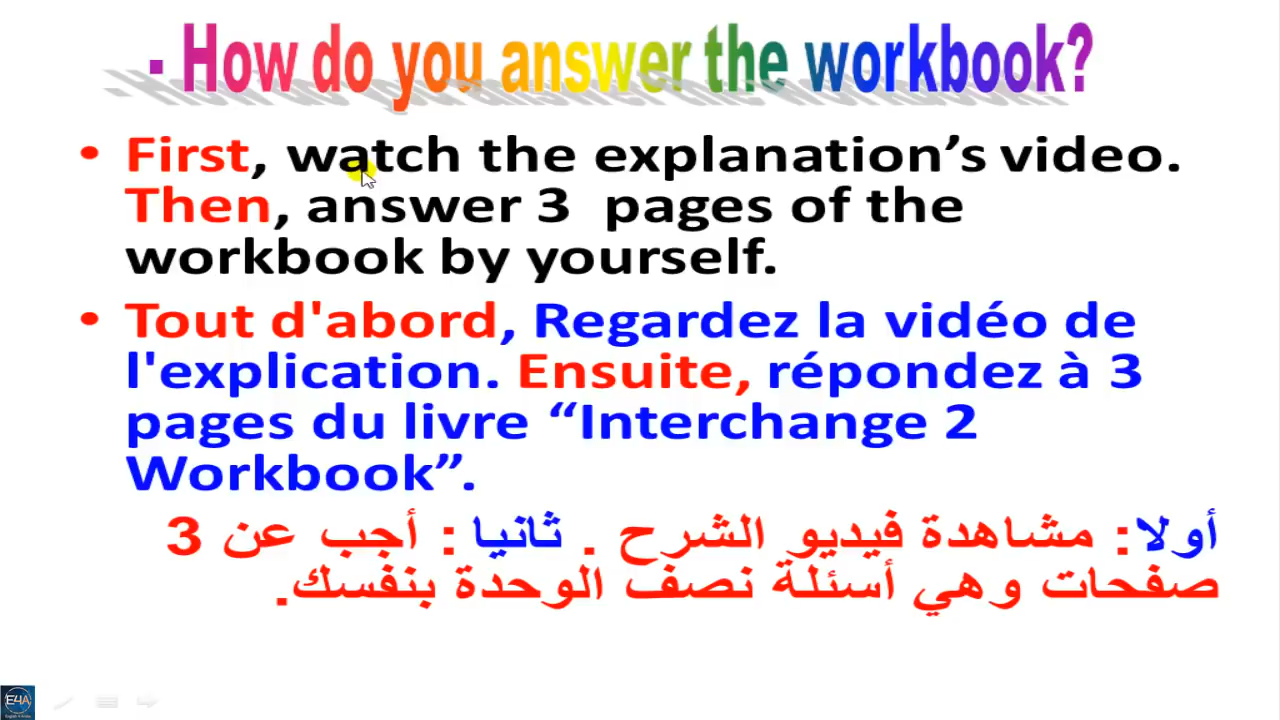 - How do you answer the workbook?
• First, watch the explanation’s video.
Then, answer 3 pages of the
workbook by yourself.
• Tout d'abord, Regardez la vidéo de
l'explication. Ensuite, répondez à 3
pages du livre “Interchange 2
Workbook”.
أولا: مشاهدة فيديو الشرح . ثانيا : أجب عن 3
صفحات وهي أسئلة نصف الوحدة بنفسك.
E4A